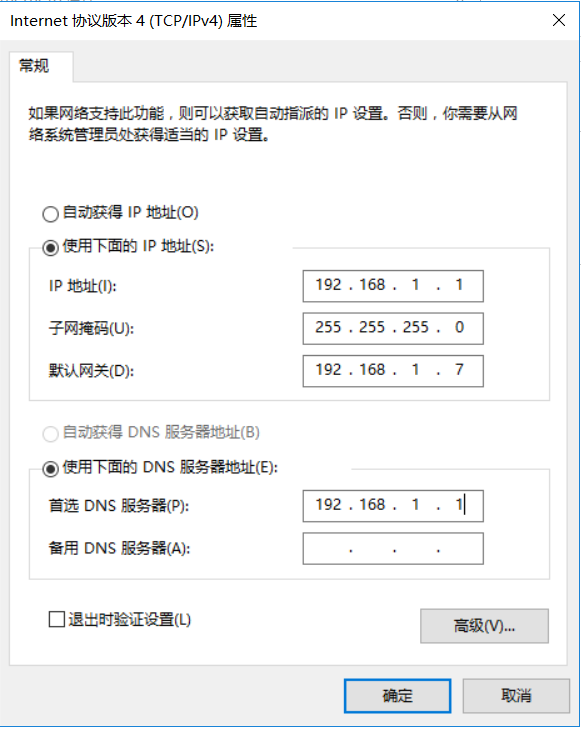 Internet 协议版本 4 (TCP/IPv4) 属性
常规
如果网络支持此功能，则可以获取自动指派的 IP 设置。否则，你需要从网
络系统管理员处获得适当的 IP 设置。
自动获得 IP 地址(O)
使用下面的 IP 地址(S):
IP 地址(I): 192 . 168 . 1 . 1
子网掩码(U): 255 . 255 . 255 . 0
默认网关(D): 192 . 168 . 1 . 7
自动获得 DNS 服务器地址(B)
使用下面的 DNS 服务器地址(E):
首选 DNS 服务器(P): 192 . 168 . 1 . 1
备用 DNS 服务器(A): . . .
退出时验证设置(L)
高级(V)...
确定 取消